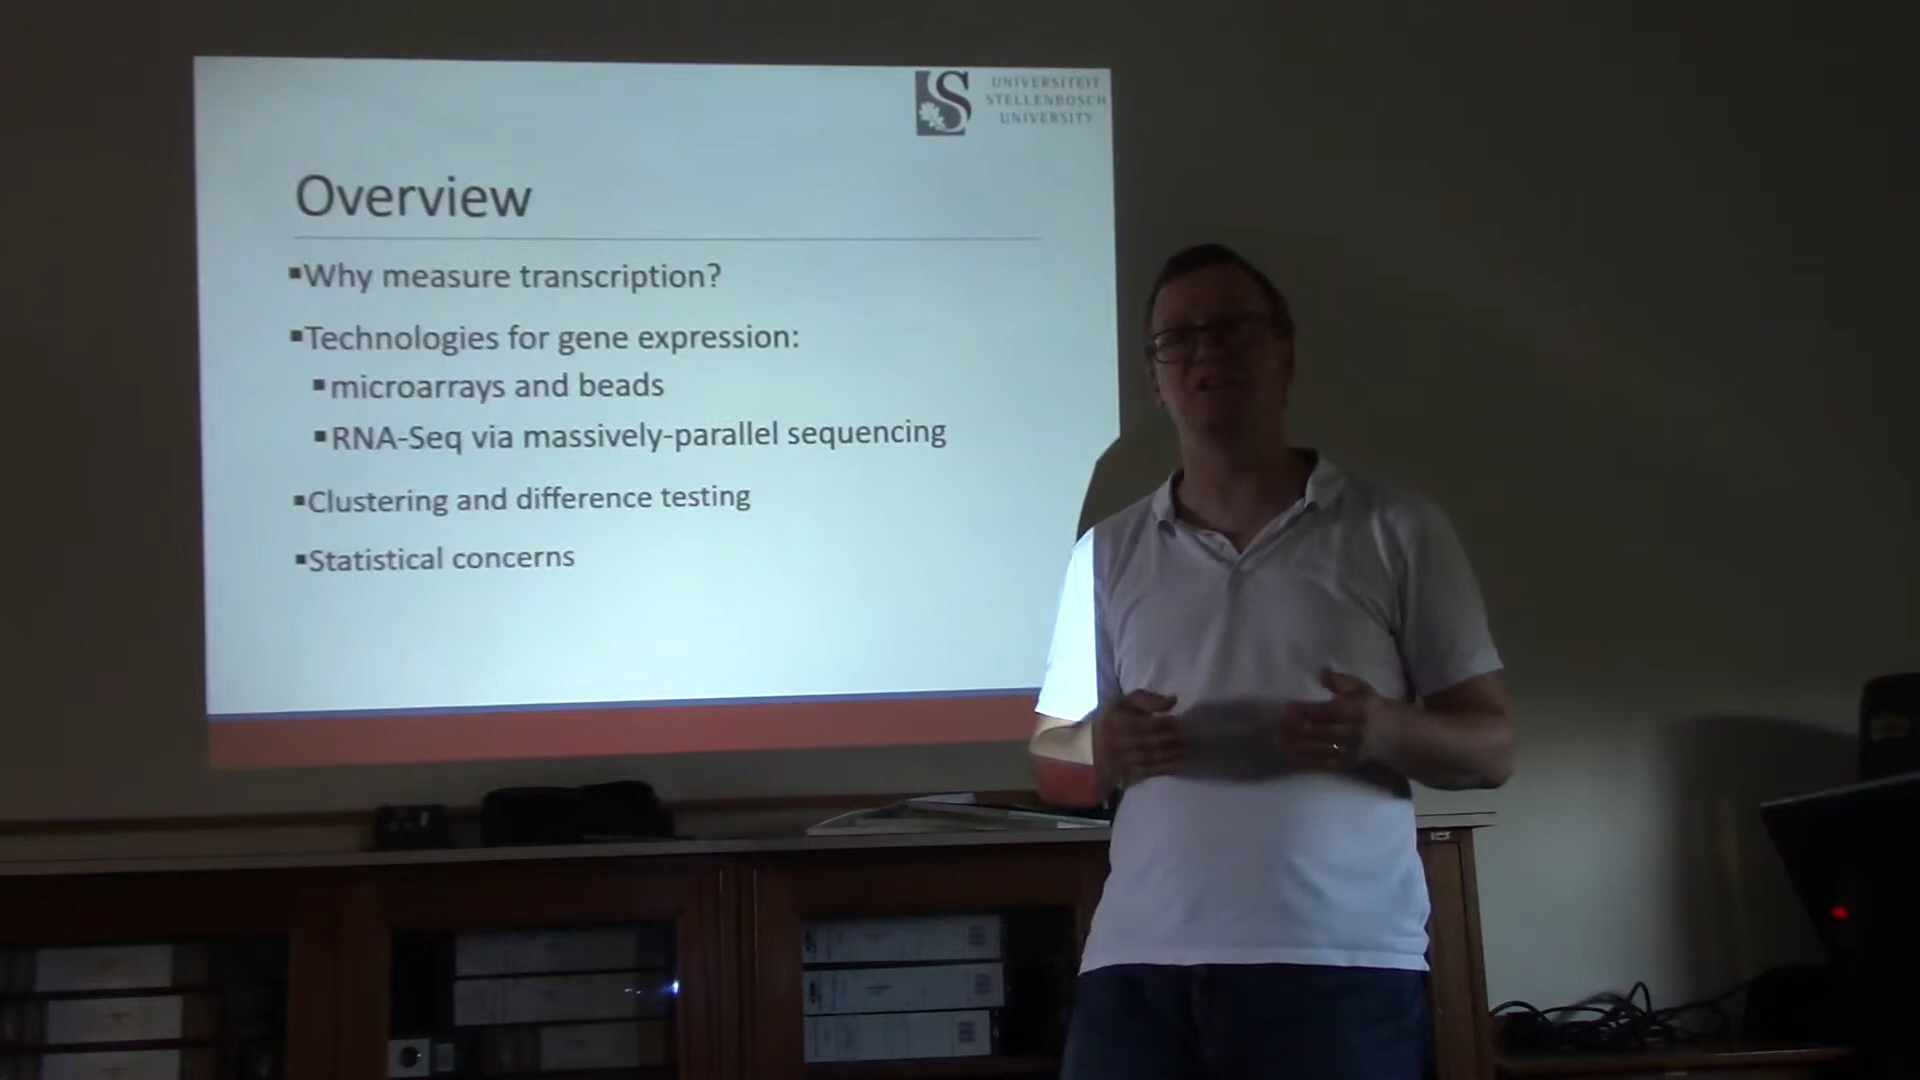 S
UNIVERSITEIT
STELLENBOSCH
UNIVERSITY
Overview
▪Why measure transcription?
▪Technologies for gene expression:
▪microarrays and beads
▪RNA-Seq via massively-parallel sequencing
▪Clustering and difference testing
▪Statistical concerns